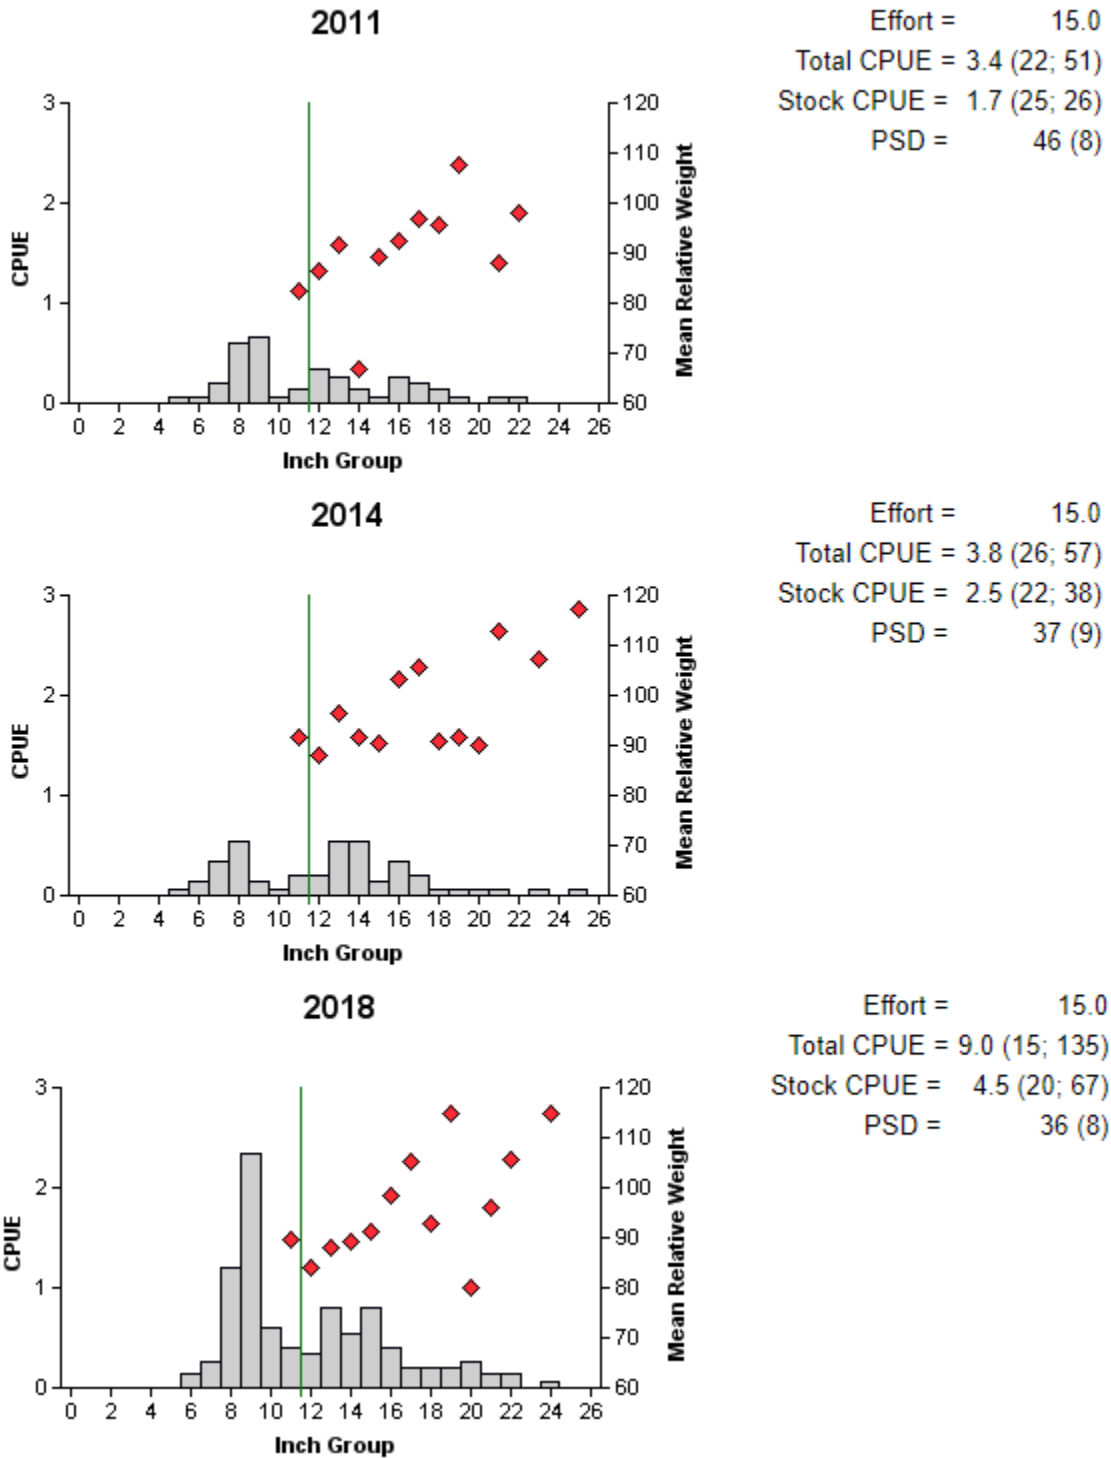 2011
Effort = 15.0
Total CPUE = 3.4 (22; 51)
Stock CPUE = 1.7 (25; 26)
PSD = 46 (8)
3
2
1
0
CPUE
120
110
100
90
80
70
60
Mean Relative Weight
0 2 4 6 8 10 12 14 16 18 20 22 24 26
Inch Group
2014
Effort = 15.0
Total CPUE = 3.8 (26; 57)
Stock CPUE = 2.5 (22; 38)
PSD = 37 (9)
3
2
1
0
CPUE
120
110
100
90
80
70
60
Mean Relative Weight
0 2 4 6 8 10 12 14 16 18 20 22 24 26
Inch Group
2018
Effort = 15.0
Total CPUE = 9.0 (15; 135)
Stock CPUE = 4.5 (20; 67)
PSD = 36 (8)
3
2
1
0
CPUE
120
110
100
90
80
70
60
Mean Relative Weight
0 2 4 6 8 10 12 14 16 18 20 22 24 26
Inch Group